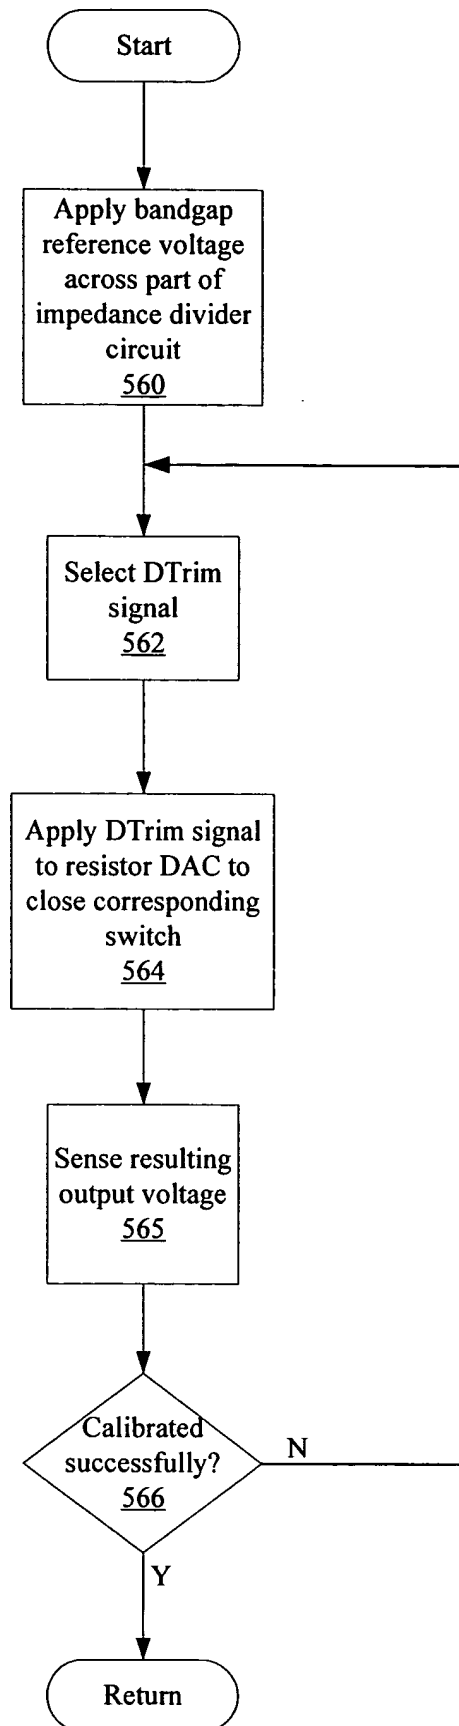 Start
Apply bandgap
reference voltage
across part of
impedance divider
circuit
560
Select DTrim
signal
562
Apply DTrim signal
to resistor DAC to
close corresponding
switch
564
Sense resulting
output voltage
565
Calibrated
successfully?
566
N
Y
Return